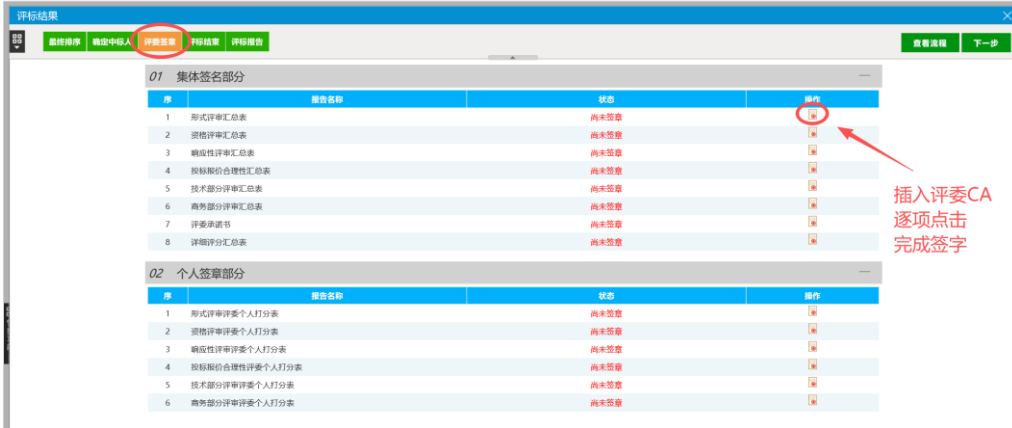 评标结果
最终排序 确定中标人 评委签章 评标结束 评标报告 查看流程 下一步
01 集体签名部分
序 报告名称 状态 操作
1 形式评审汇总表 尚未签章
2 资格评审汇总表 尚未签章
3 响应性评审汇总表 尚未签章
4 投标报价合理性汇总表 尚未签章
5 技术部分评审汇总表 尚未签章
6 商务部分评审汇总表 尚未签章
7 评委承诺书 尚未签章
8 详细评分汇总表 尚未签章
插入评委CA
逐项点击
完成签字
02 个人签章部分
序 报告名称 状态 操作
1 形式评审评委个人打分表 尚未签章
2 资格评审评委个人打分表 尚未签章
3 响应性评审评委个人打分表 尚未签章
4 投标报价合理性评委个人打分表 尚未签章
5 技术部分评审评委个人打分表 尚未签章
6 商务部分评审评委个人打分表 尚未签章